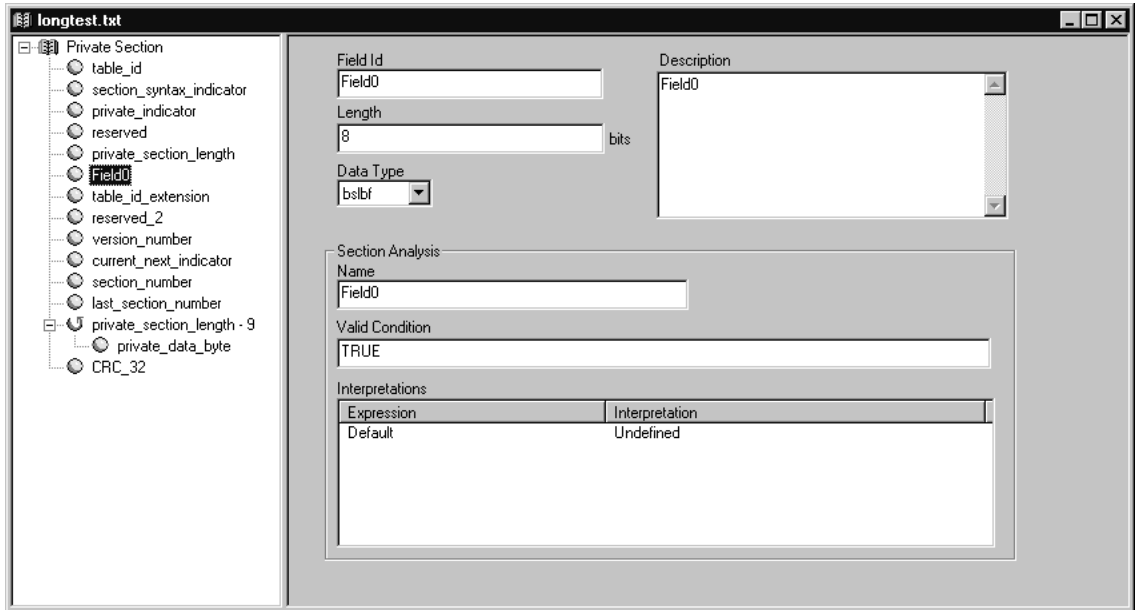 longtest.txt
Private Section
table_id
section_syntax_indicator
private_indicator
reserved
private_section_length
Field0
table_id_extension
reserved_2
version_number
current_next_indicator
section_number
last_section_number
private_section_length - 9
private_data_byte
CRC_32
Field Id
Field0
Length
8 bits
Data Type
bslbf
Description
Field0
Section Analysis
Name
Field0
Valid Condition
TRUE
Interpretations
Expression Interpretation
Default Undefined